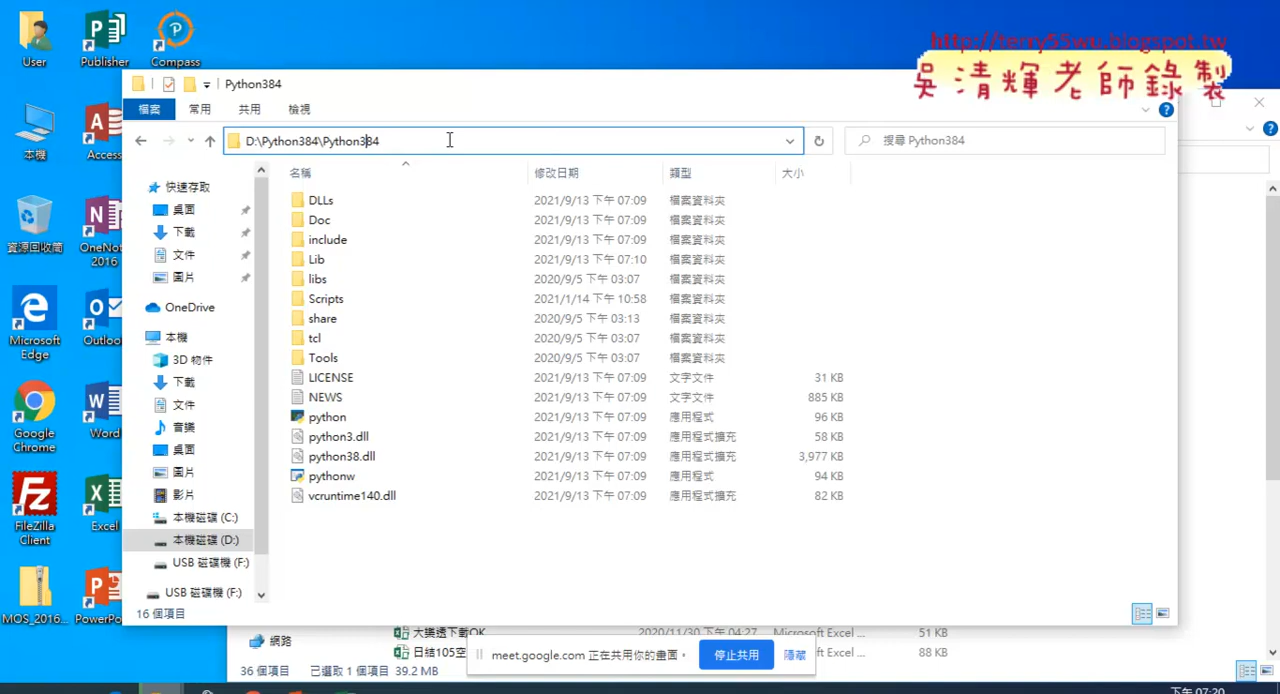 User
Publisher
Compass
本機
Access
資源回收筒
OneNot
2016
Microsoft
Edge
Outloo
Google
Chrome
Word
FileZilla
Client
Excel
MOS_2016...
PowerPo
http://terry55wu.blogspot.tw
吳清輝老師錄製
Python384
檔案
常用
共用
檢視
D:\Python384\Python384
搜尋 Python384
名稱
修改日期
類型
大小
快速存取
桌面
下載
文件
圖片
OneDrive
本機
3D 物件
下載
文件
音樂
桌面
圖片
影片
本機磁碟 (C:)
本機磁碟 (D:)
USB 磁碟機 (F:)
USB 磁碟機 (F:)
DLLs 2021/9/13 下午 07:09 檔案資料夾
Doc 2021/9/13 下午 07:09 檔案資料夾
include 2021/9/13 下午 07:09 檔案資料夾
Lib 2021/9/13 下午 07:10 檔案資料夾
libs 2020/9/5 下午 03:07 檔案資料夾
Scripts 2021/1/14 下午 10:58 檔案資料夾
share 2020/9/5 下午 03:13 檔案資料夾
tcl 2020/9/5 下午 03:07 檔案資料夾
Tools 2020/9/5 下午 03:07 檔案資料夾
LICENSE 2021/9/13 下午 07:09 文字文件 31 KB
NEWS 2021/9/13 下午 07:09 文字文件 885 KB
python 2021/9/13 下午 07:09 應用程式 96 KB
python3.dll 2021/9/13 下午 07:09 應用程式擴充 58 KB
python38.dll 2021/9/13 下午 07:09 應用程式擴充 3,977 KB
pythonw 2021/9/13 下午 07:09 應用程式 94 KB
vcruntime140.dll 2021/9/13 下午 07:09 應用程式擴充 82 KB
16 個項目
網路
大樂透下載OK 2020/11/30 下午 04:27 Microsoft Excel ... 51 KB
日結105空 88 KB
36 個項目 已選取 1 個項目 39.2 MB
meet.google.com 正在共用你的畫面。
停止共用
隱藏
下午 07:20